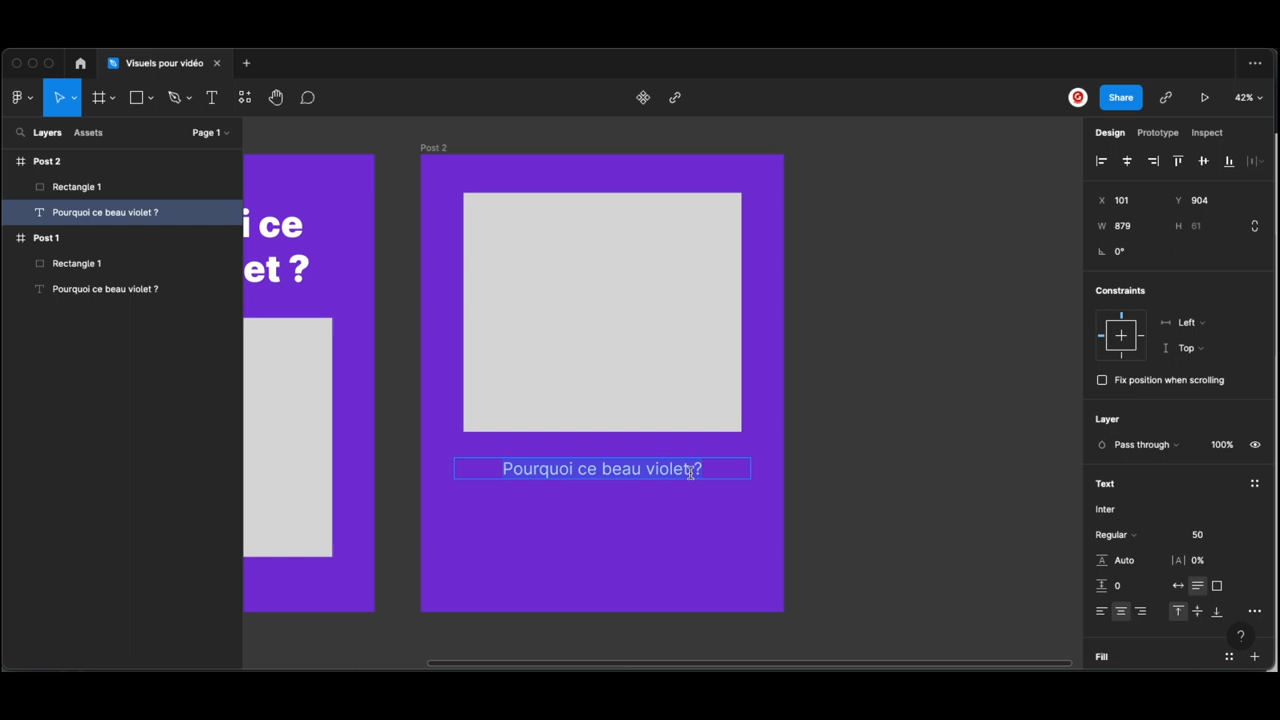 Visuels pour vidéo
Share
42%
Layers
Assets
Page 1
Post 2
Rectangle 1
Pourquoi ce beau violet ?
Post 1
Rectangle 1
Pourquoi ce beau violet ?
i ce
et ?
Post 2
Pourquoi ce beau violet ?
Design
Prototype
Inspect
X 101
Y 904
W 879
H 61
0°
Constraints
Left
Top
Fix position when scrolling
Layer
Pass through
100%
Text
Inter
Regular
50
Auto
|A| 0%
0
?
Fill